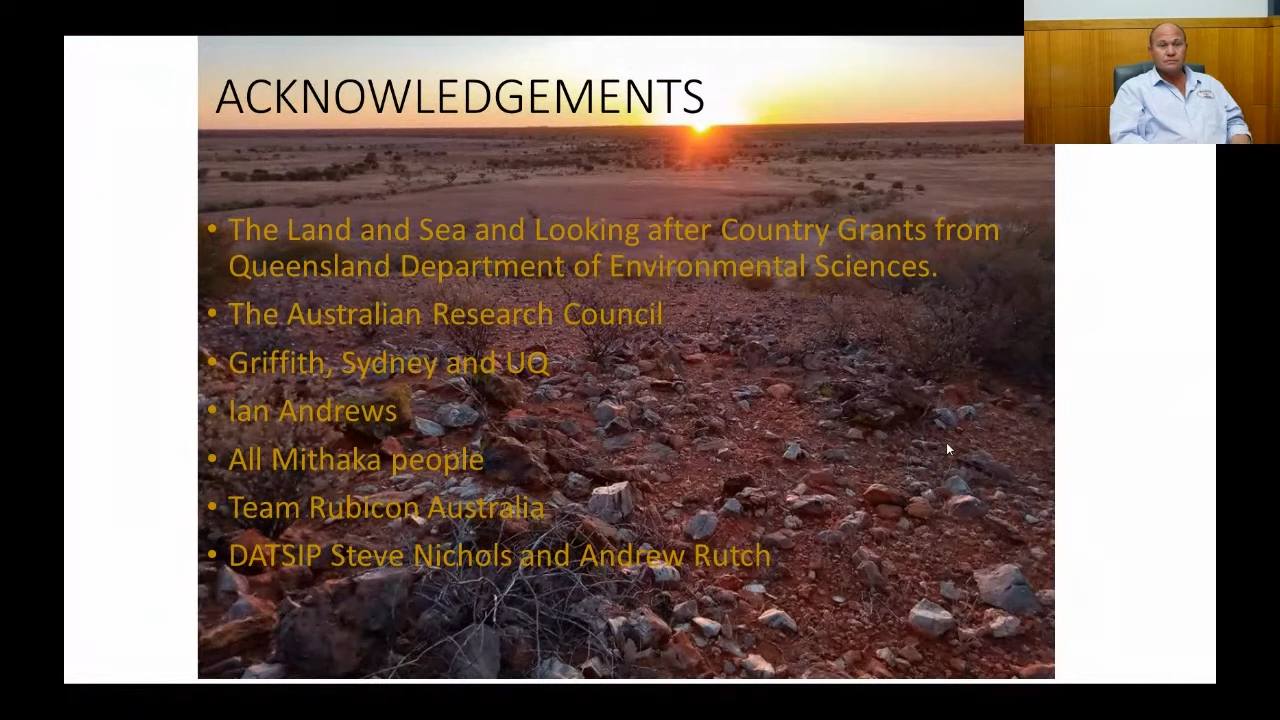 ACKNOWLEDGEMENTS
• The Land and Sea and Looking after Country Grants from
Queensland Department of Environmental Sciences.
• The Australian Research Council
• Griffith, Sydney and UQ
• Ian Andrews
• All Mithaka people
• Team Rubicon Australia
• DATSIP Steve Nichols and Andrew Rutch